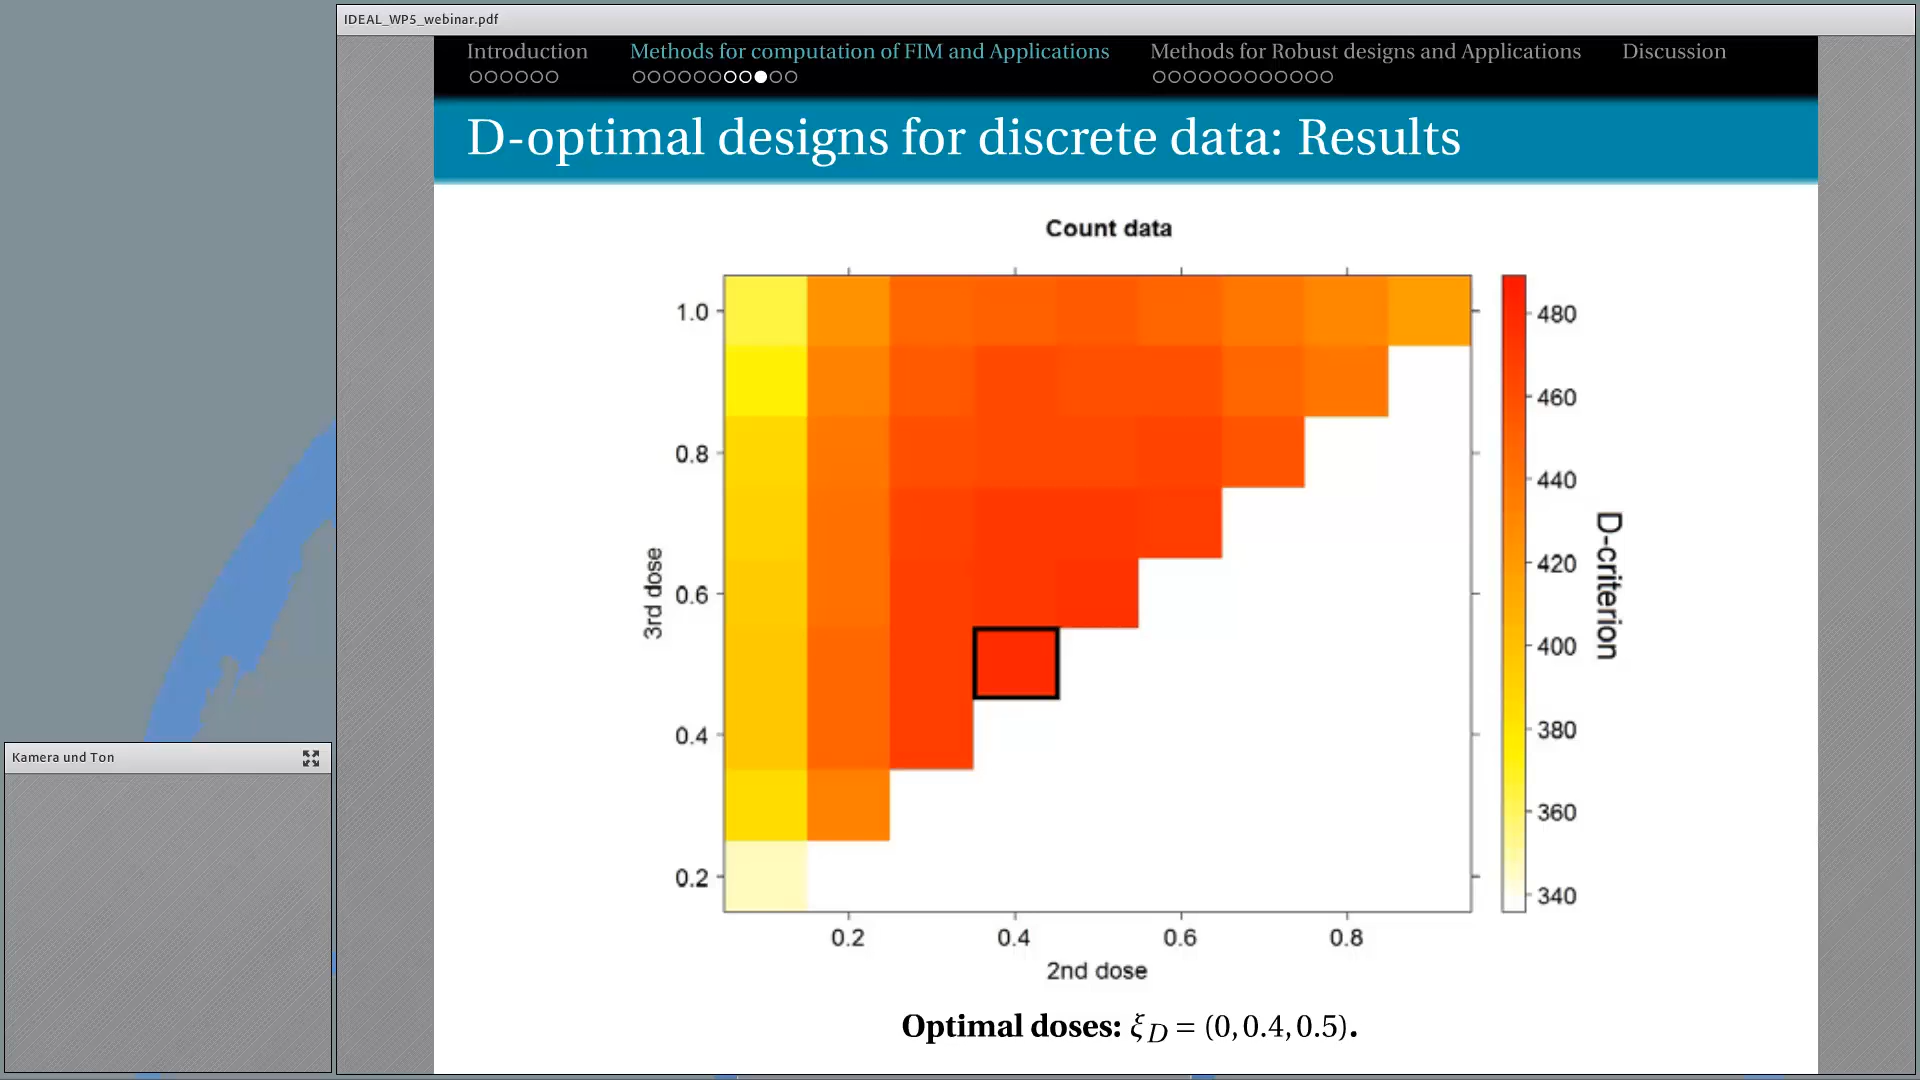 IDEAL_WP5_webinar.pdf
Introduction Methods for computation of FIM and Applications Methods for Robust designs and Applications Discussion
D-optimal designs for discrete data: Results
Count data
1.0
0.8
0.6
0.4
0.2
3rd dose
0.2 0.4 0.6 0.8
2nd dose
480
460
440
420
400
380
360
340
D-criterion
Optimal doses: ξ_D = (0, 0.4, 0.5).
Kamera und Ton